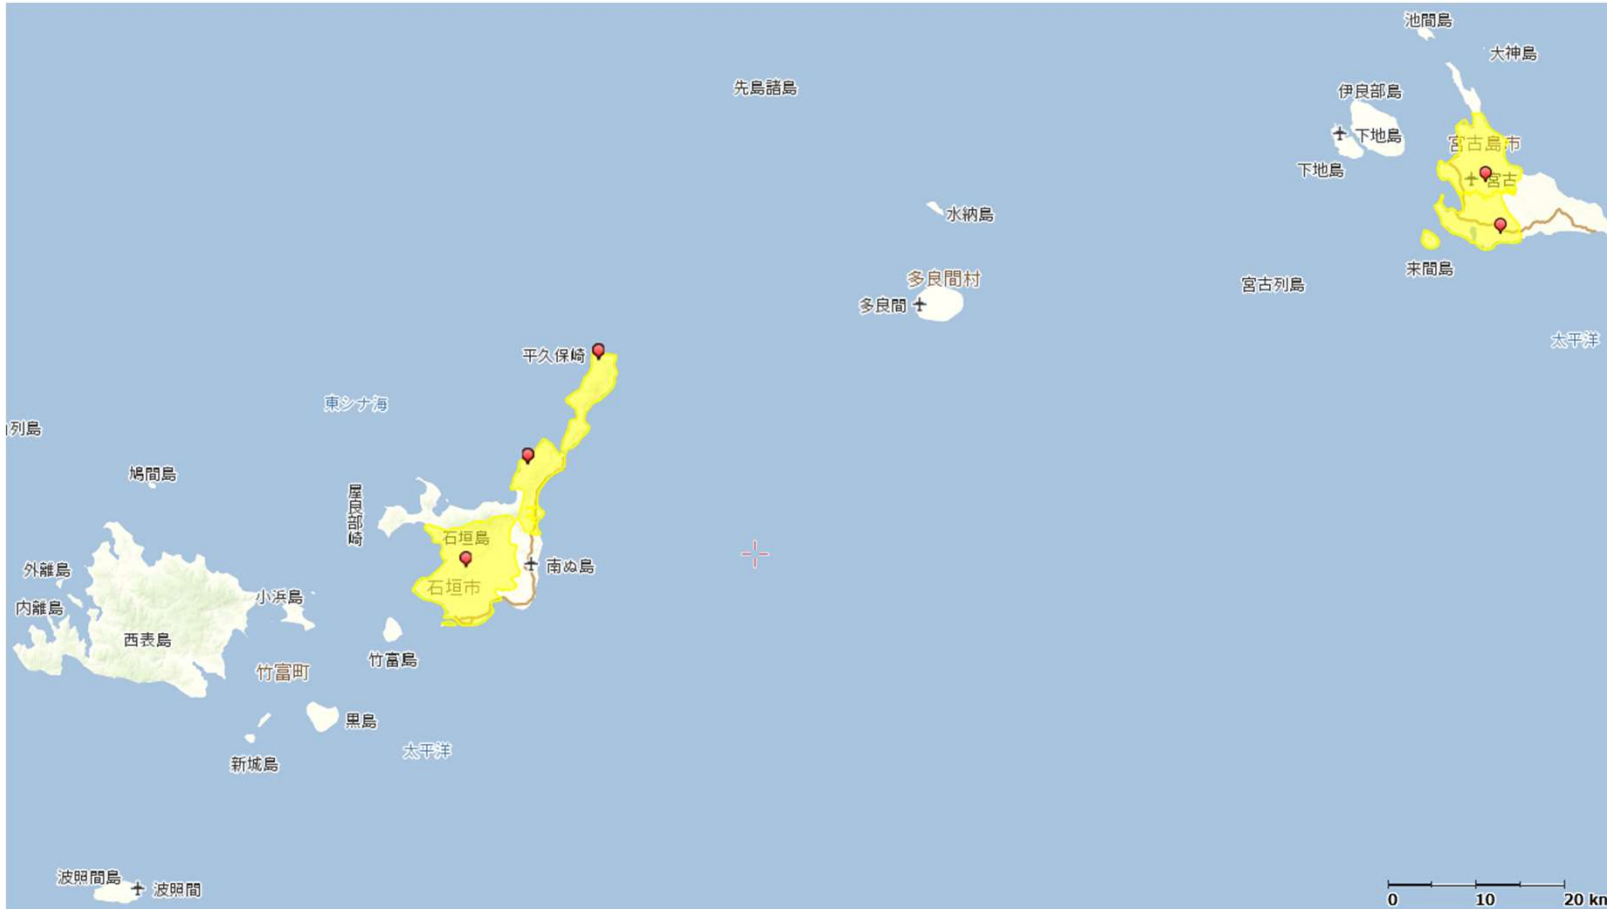 池間島
大神島
先島諸島
伊良部島
下地島
宮古島市
下地島
宮古
水納島
来間島
多良間村
宮古列島
多良間
太平洋
平久保崎
東シナ海
列島
鳩間島
屋良部崎
石垣島
南ぬ島
外離島
石垣市
小浜島
内離島
西表島
竹富島
竹富町
黒島
太平洋
新城島
波照間島
波照間
0 10 20 km